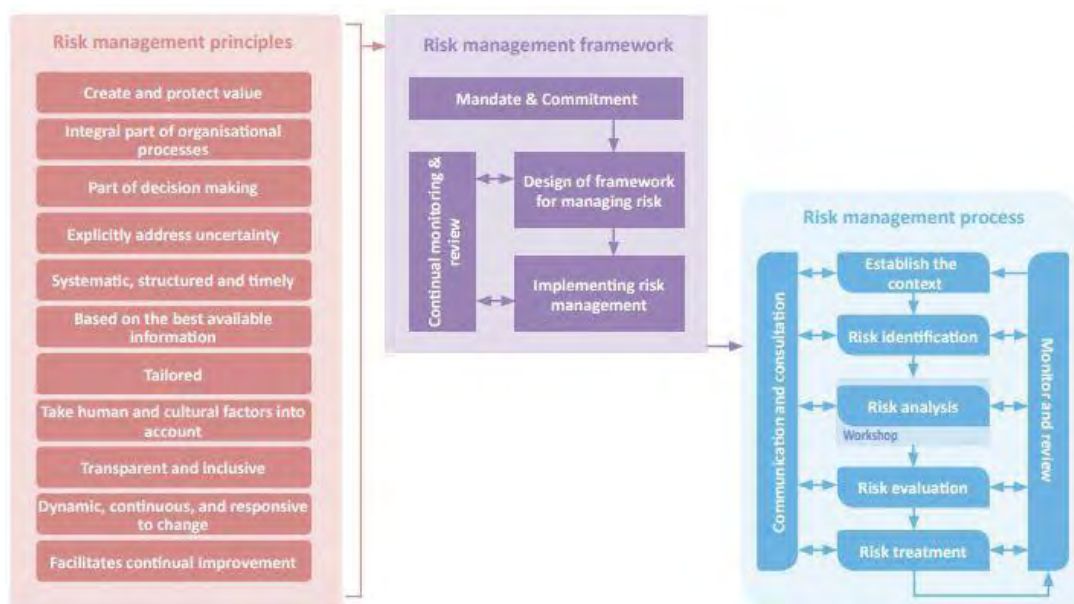 Risk management principles
Create and protect value
Integral part of organisational
processes
Part of decision making
Explicitly address uncertainty
Systematic, structured and timely
Based on the best available
information
Tailored
Take human and cultural factors into
account
Transparent and inclusive
Dynamic, continuous, and responsive
to change
Facilitates continual improvement
Risk management framework
Mandate & Commitment
Continual monitoring &
review
Design of framework
for managing risk
Implementing risk
management
Risk management process
Communication and consultation
Establish the
context
Risk identification
Risk analysis
Workshop
Risk evaluation
Risk treatment
Monitor and review